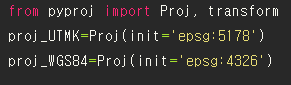 from pyproj import Proj, transform
proj_UTMK=Proj(init='epsg:5178')
proj_WGS84=Proj(init='epsg:4326')